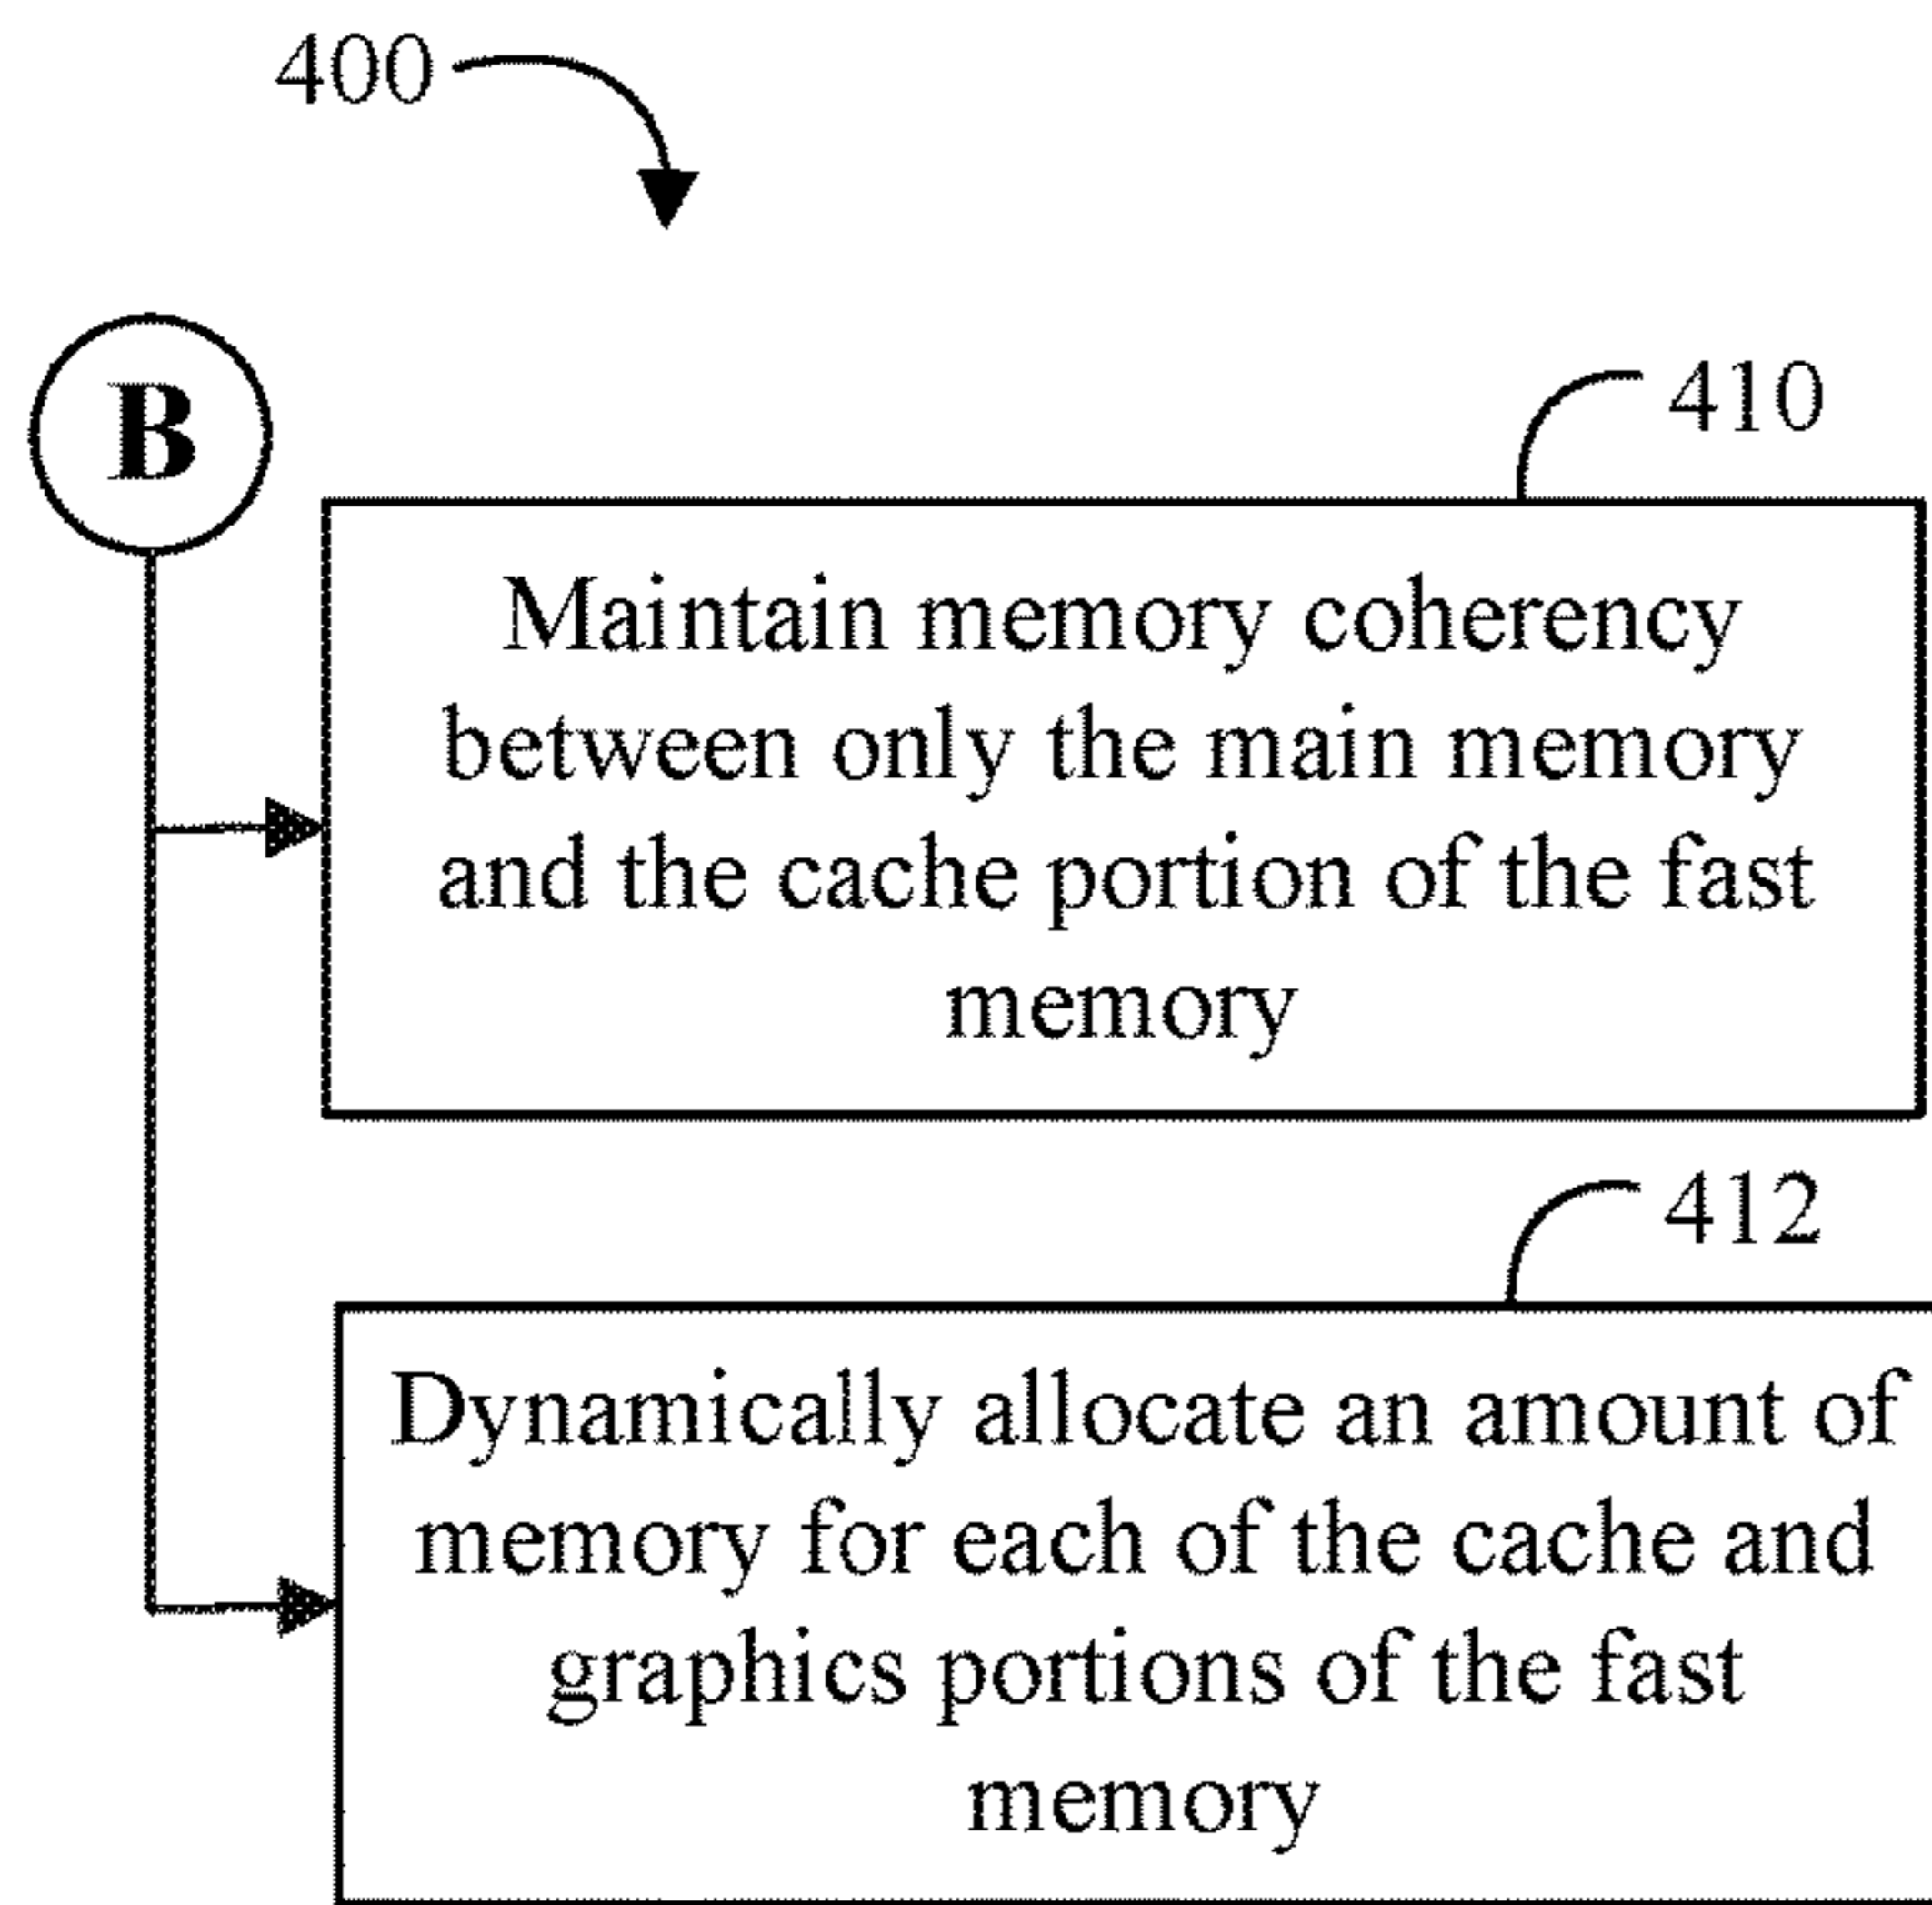 400
B
410
Maintain memory coherency
between only the main memory
and the cache portion of the fast
memory
412
Dynamically allocate an amount of
memory for each of the cache and
graphics portions of the fast
memory